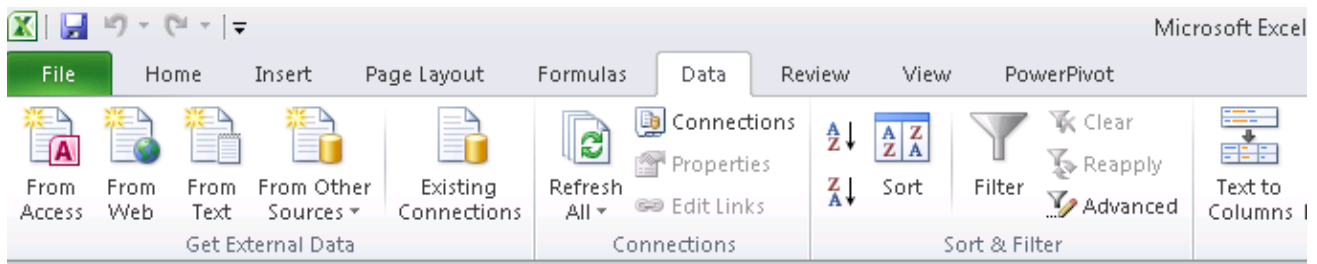 Microsoft Excel
File Home Insert Page Layout Formulas Data Review View PowerPivot
From Access
From Web
From Text
From Other Sources
Existing Connections
Get External Data
Refresh All
Connections
Properties
Edit Links
Connections
A Z
Z A
A Z Z A
Sort
Filter
Clear
Reapply
Advanced
Sort & Filter
Text to Columns